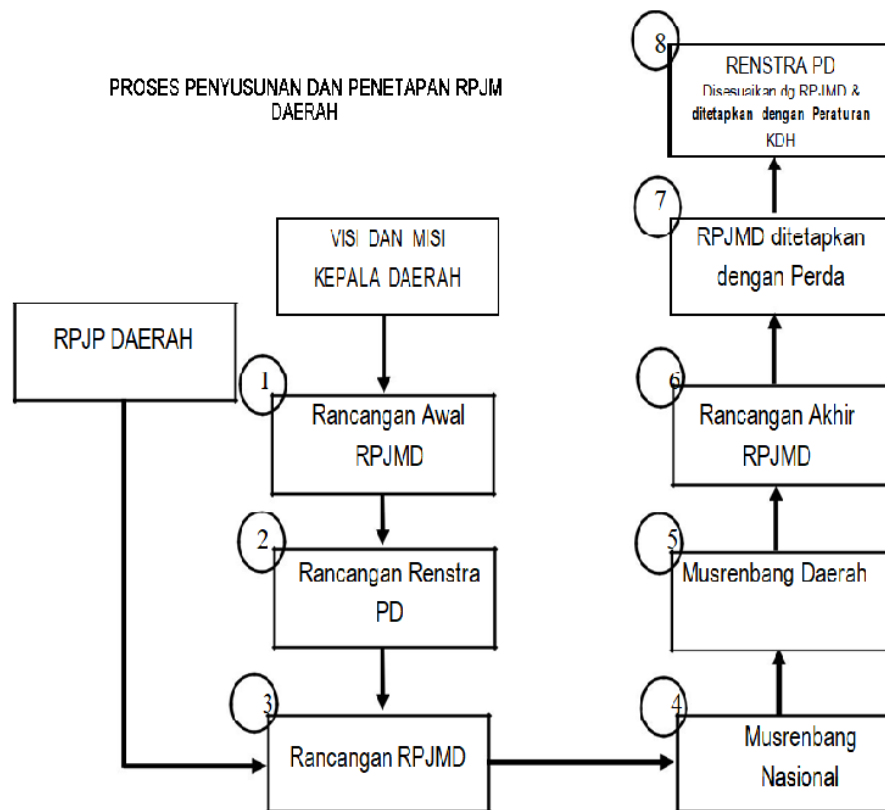 PROSES PENYUSUNAN DAN PENETAPAN RPJM
DAERAH
VISI DAN MISI
KEPALA DAERAH
RPJP DAERAH
1
Rancangan Awal
RPJMD
2
Rancangan Renstra
PD
3
Rancangan RPJMD
4
Musrenbang
Nasional
5
Musrenbang Daerah
6
Rancangan Akhir
RPJMD
7
RPJMD ditetapkan
dengan Perda
8
RENSTRA PD
Disesuaikan dg RPJMD &
ditetapkan dengan Peraturan
KDH